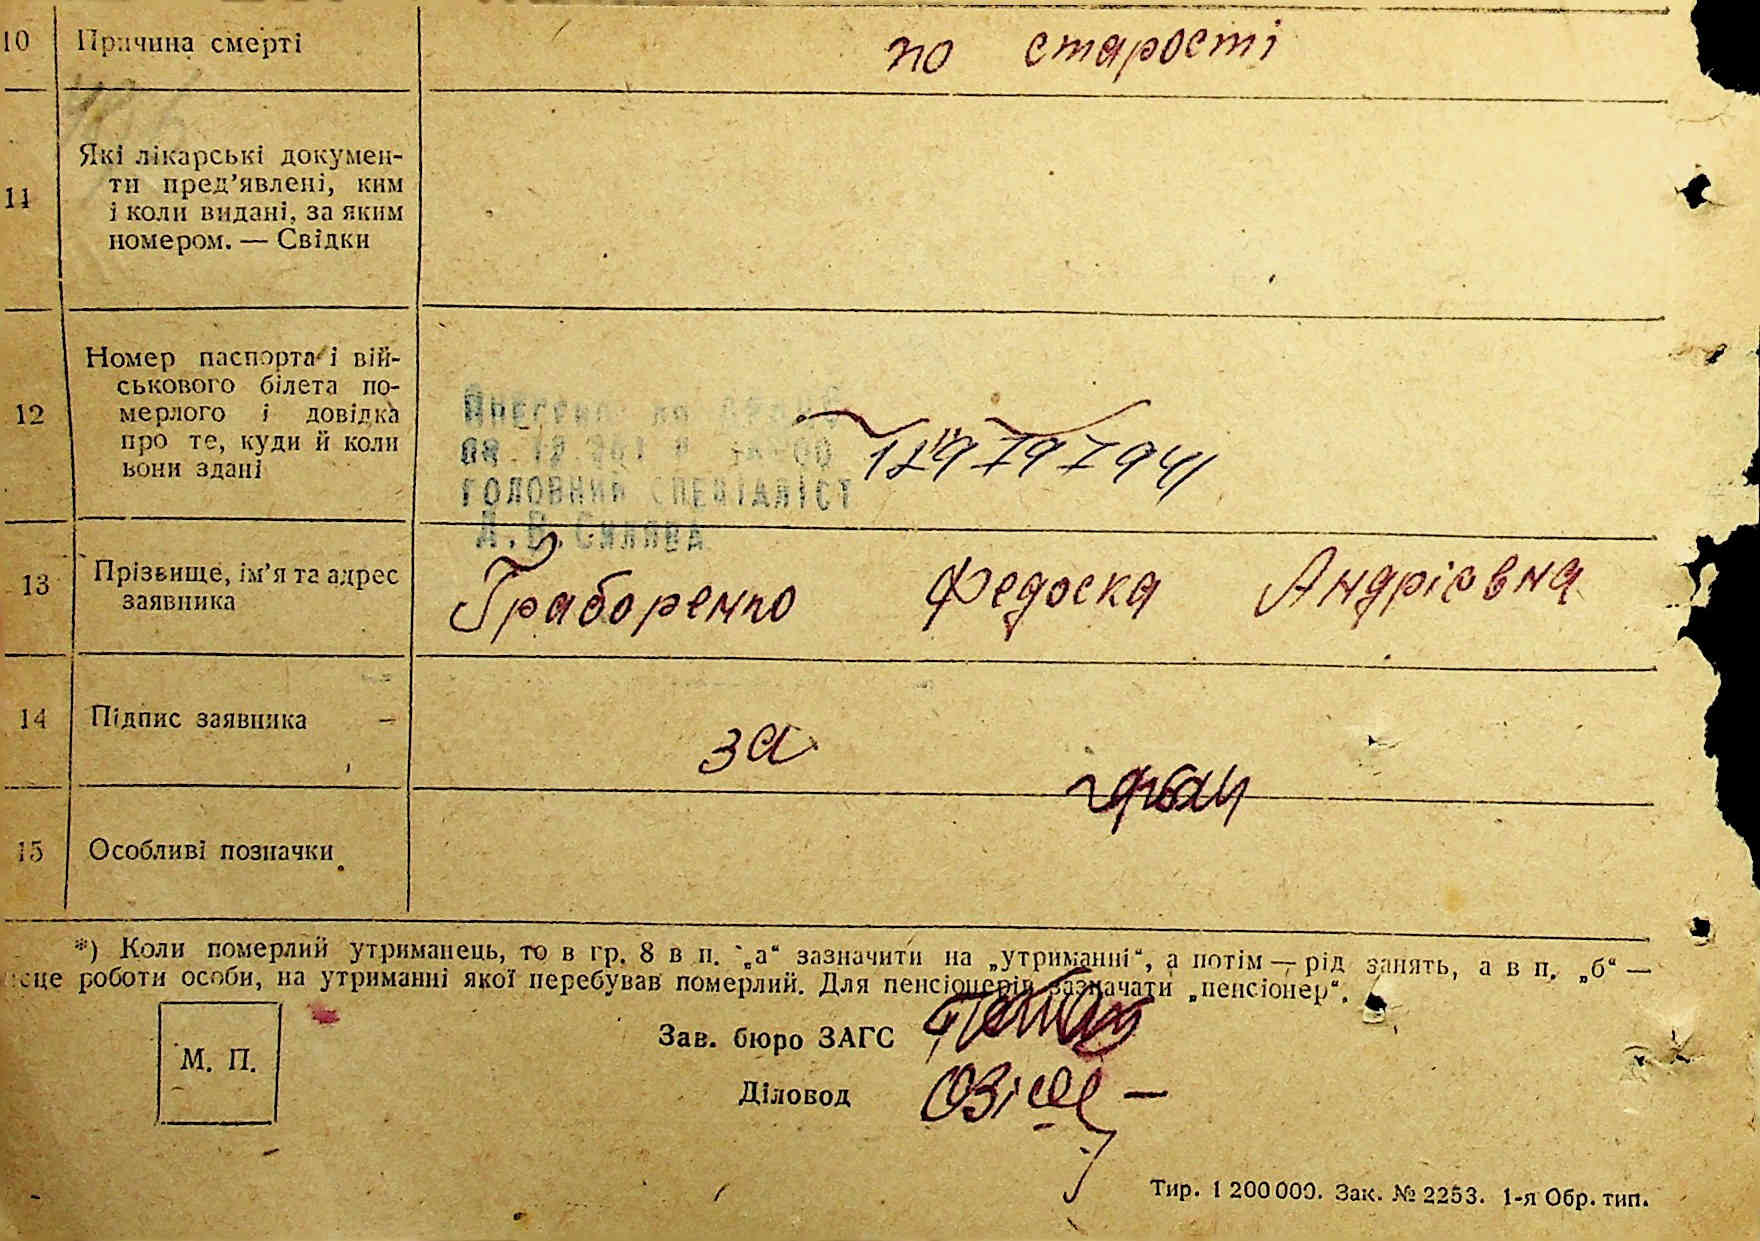 10 Причина смерті по старості
11 Які лікарські докумен-
ти пред'явлені, ким
і коли видані, за яким
номером. — Свідки
12 Номер паспорта і вій-
ськового білета по-
мерлого і довідка
про те, куди й коли
вони здані
ГОЛОВНИЙ СПЕЦІАЛІСТ
13 Прізвище, ім'я та адрес
заявника
Граборенко Федоска Андрієвна
14 Підпис заявника — за
15 Особливі позначки
*) Коли померлий утриманець, то в гр. 8 в п. „а“ зазначити на „утриманні“, а потім — рід занять, а в п. „б“ —
роботи особи, на утриманні якої перебував померлий. Для пенсіонерів зазначати „пенсіонер“.
М. П.
Зав. бюро ЗАГС
Діловод
Тир. 1 200 000. Зак. № 2253. 1-я Обр. тип.